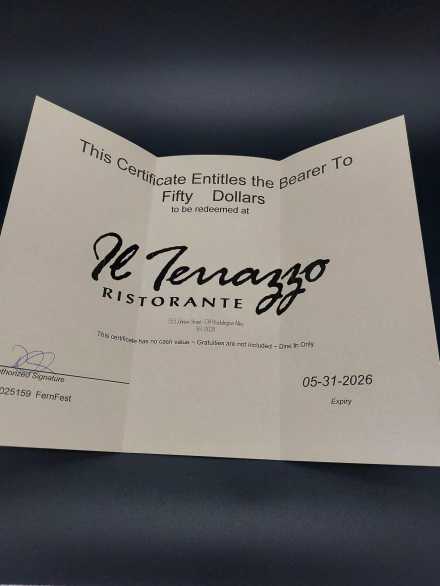 This Certificate Entitles the Bearer To
Fifty Dollars
to be redeemed at
Il Terrazzo
RISTORANTE
This certificate has no cash value ~ Gratuities are not included ~ Dine In Only
05-31-2026
uthorized Signature
Expiry
025159 FernFest